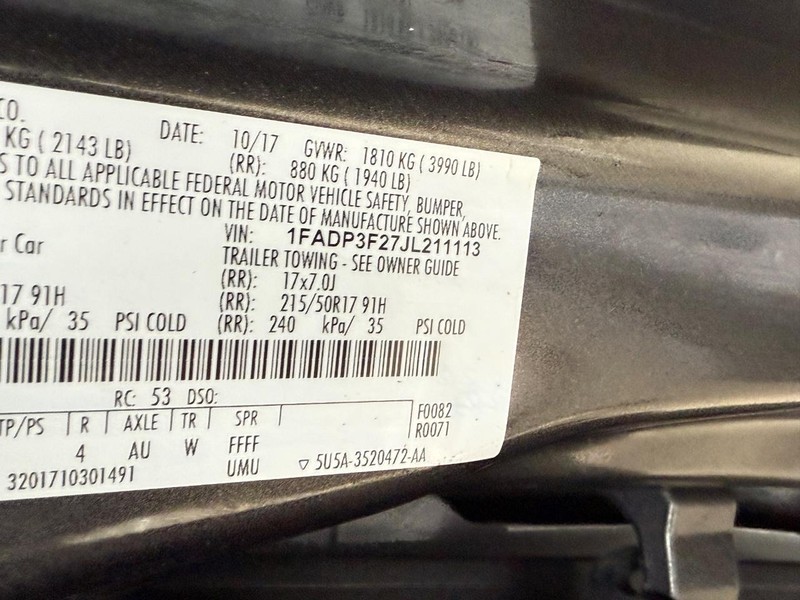 CO.
DATE: 10/17 GVWR: 1810 KG ( 3990 LB)
KG ( 2143 LB) (RR): 880 KG ( 1940 LB)
S TO ALL APPLICABLE FEDERAL MOTOR VEHICLE SAFETY, BUMPER,
STANDARDS IN EFFECT ON THE DATE OF MANUFACTURE SHOWN ABOVE.
VIN: 1FADP3F27JL211113
r Car TRAILER TOWING - SEE OWNER GUIDE
(RR): 17x7.0J
R17 91H (RR): 215/50R17 91H
kPa/ 35 PSI COLD (RR): 240 kPa/ 35 PSI COLD
RC: 53 DSO:
TP/PS R AXLE TR SPR F0082
4 AU W FFFF R0071
UMU ▽ 5U5A-3520472-AA
3201710301491